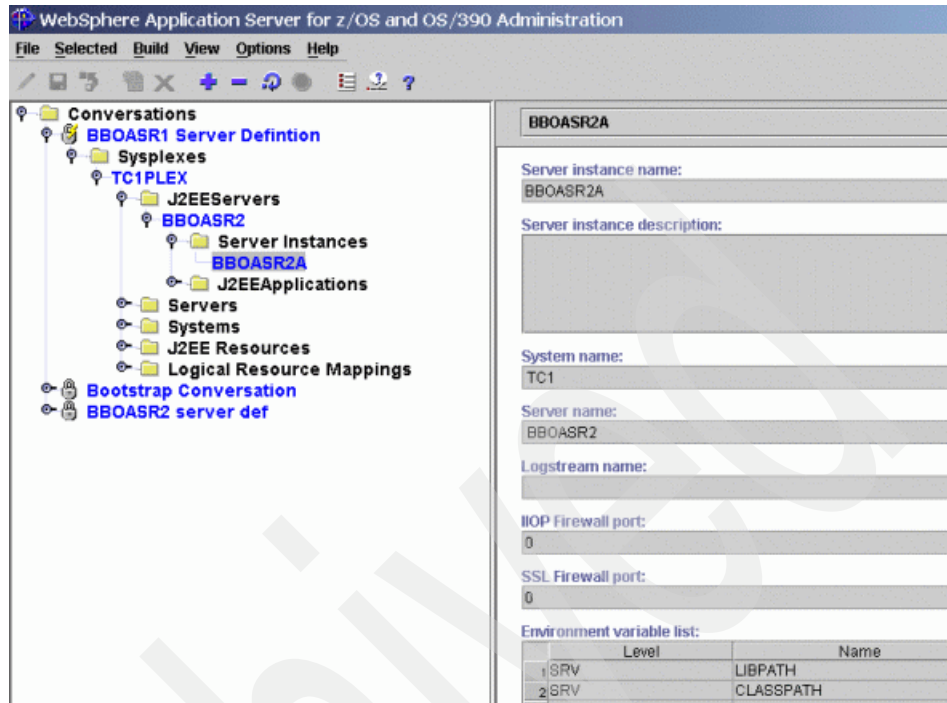 WebSphere Application Server for z/OS and OS/390 Administration
File Selected Build View Options Help
Conversations
BBOASR1 Server Defintion
Sysplexes
TC1PLEX
J2EEServers
BBOASR2
Server Instances
BBOASR2A
J2EEApplications
Servers
Systems
J2EE Resources
Logical Resource Mappings
Bootstrap Conversation
BBOASR2 server def
BBOASR2A
Server instance name:
BBOASR2A
Server instance description:
System name:
TC1
Server name:
BBOASR2
Logstream name:
IIOP Firewall port:
0
SSL Firewall port:
0
Environment variable list:
Level Name
1 SRV LIBPATH
2 SRV CLASSPATH